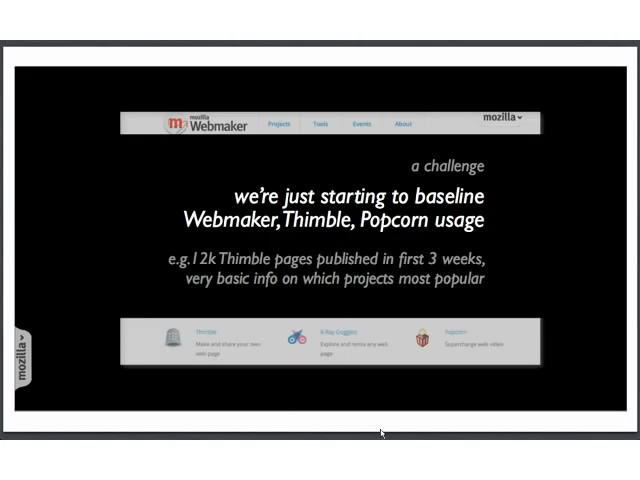 mozilla
Webmaker
Projects
Tools
Events
About
mozilla
a challenge
we're just starting to baseline
Webmaker, Thimble, Popcorn usage
e.g.12k Thimble pages published in first 3 weeks,
very basic info on which projects most popular
Thimble
Make and share your own
web page
X-Ray Goggles
Explore and remix any web
page
Popcorn
Supercharge web video
mozilla